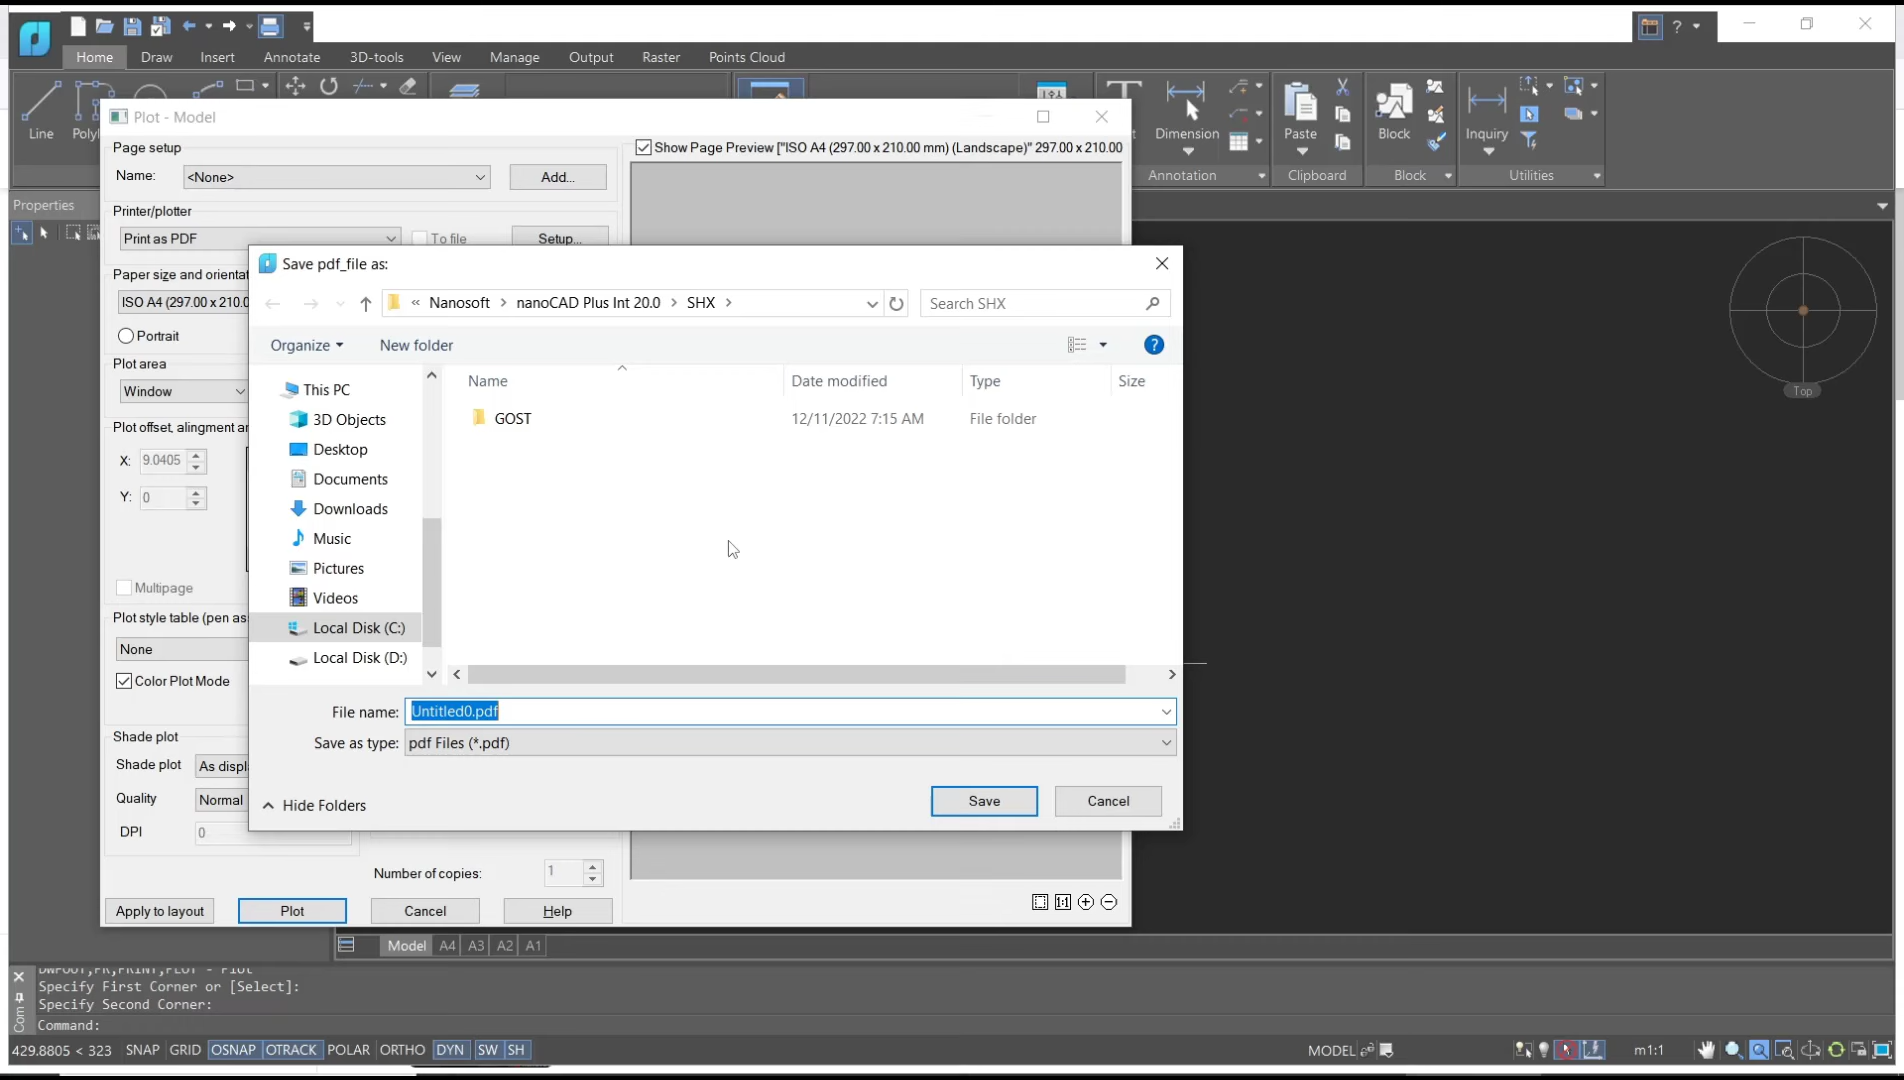 Home Draw Insert Annotate 3D-tools View Manage Output Raster Points Cloud
?
Line
Dimension
Paste
Block
Inquiry
Annotation
Clipboard
Block
Utilities
Plot - Model
Page setup
Name: <None> Add...
Show Page Preview ["ISO A4 (297.00 x 210.00 mm) (Landscape)" 297.00 x 210.00
Properties
Printer/plotter
Print as PDF To file Setup...
Paper size and
ISO A4 (297.00 x
Portrait
Plot area
Window
Plot offset, alingment
X: 9.0405
Y: 0
Multipage
Plot style table (pen
None
Color Plot Mode
Shade plot
Shade plot As
Quality Normal
DPI 0
Number of copies: 1
Apply to layout Plot Cancel Help
1:1
Save pdf_file as:
« Nanosoft > nanoCAD Plus Int 20.0 > SHX >
Search SHX
Organize New folder
?
This PC
3D Objects
Desktop
Documents
Downloads
Music
Pictures
Videos
Local Disk (C:)
Local Disk (D:)
Name Date modified Type Size
GOST 12/11/2022 7:15 AM File folder
File name: Untitled0.pdf
Save as type: pdf Files (*.pdf)
Hide Folders Save Cancel
Top
Model A4 A3 A2 A1
DWFOUT,PR,PRINT,PLOT - Plot
Specify First Corner or [Select]:
Specify Second Corner:
Command:
Com
429.8805 < 323 SNAP GRID OSNAP OTRACK POLAR ORTHO DYN SW SH MODEL m1:1